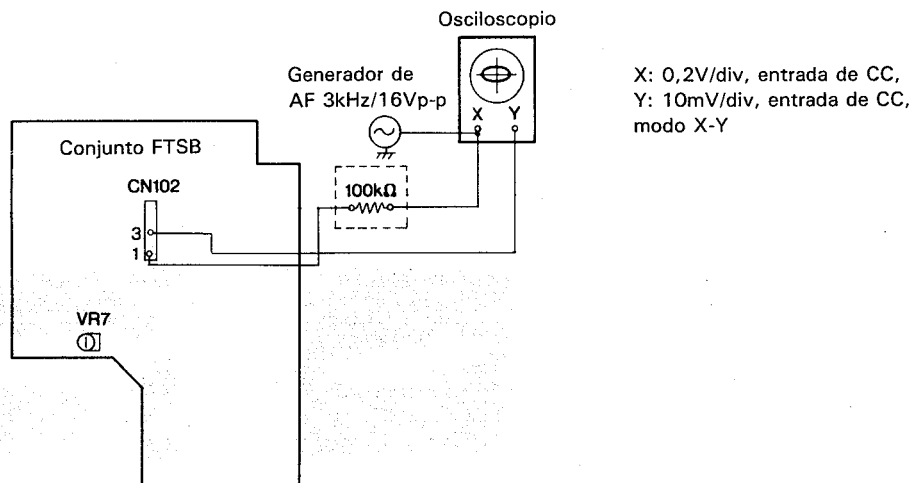 Osciloscopio
Generador de
AF 3kHz/16Vp-p
X: 0,2V/div, entrada de CC,
Y: 10mV/div, entrada de CC,
modo X-Y
X Y
Conjunto FTSB
CN102
100kΩ
3
1
VR7